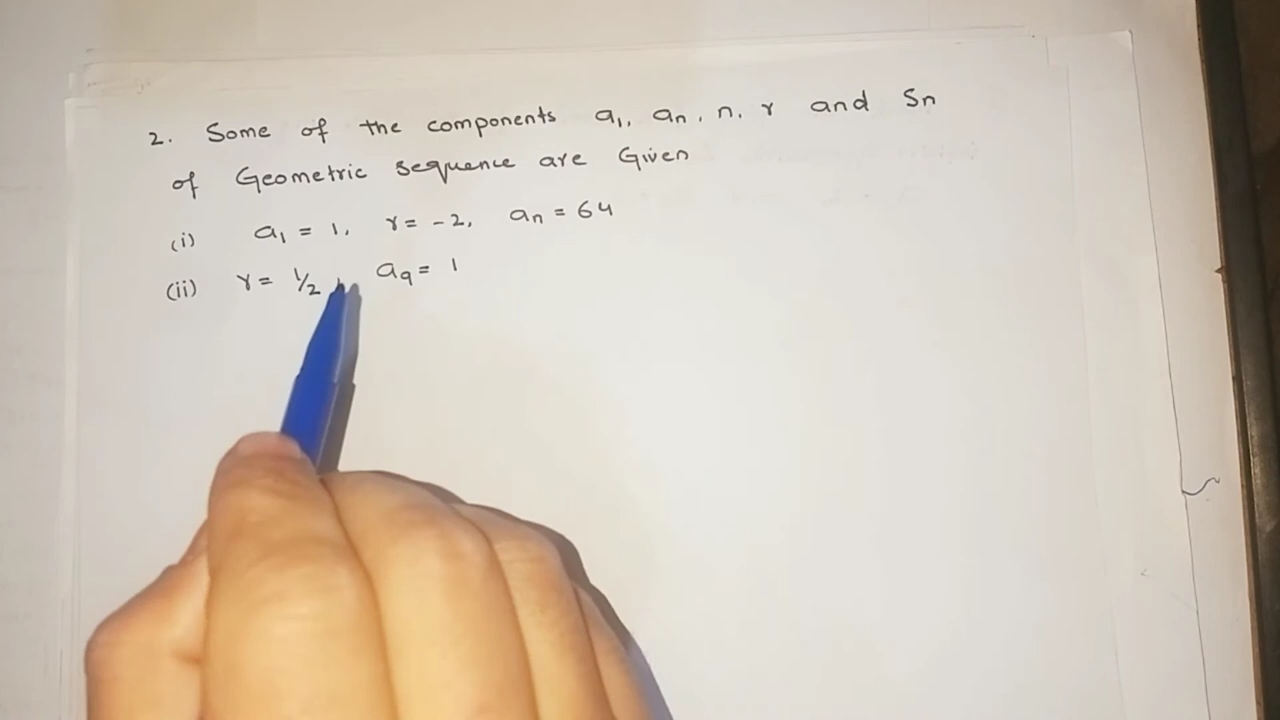 2. Some of the components a₁, aₙ, n, r and Sₙ
of Geometric sequence are Given
(i) a₁ = 1, r = -2, aₙ = 64
(ii) r = 1/2, a₉ = 1